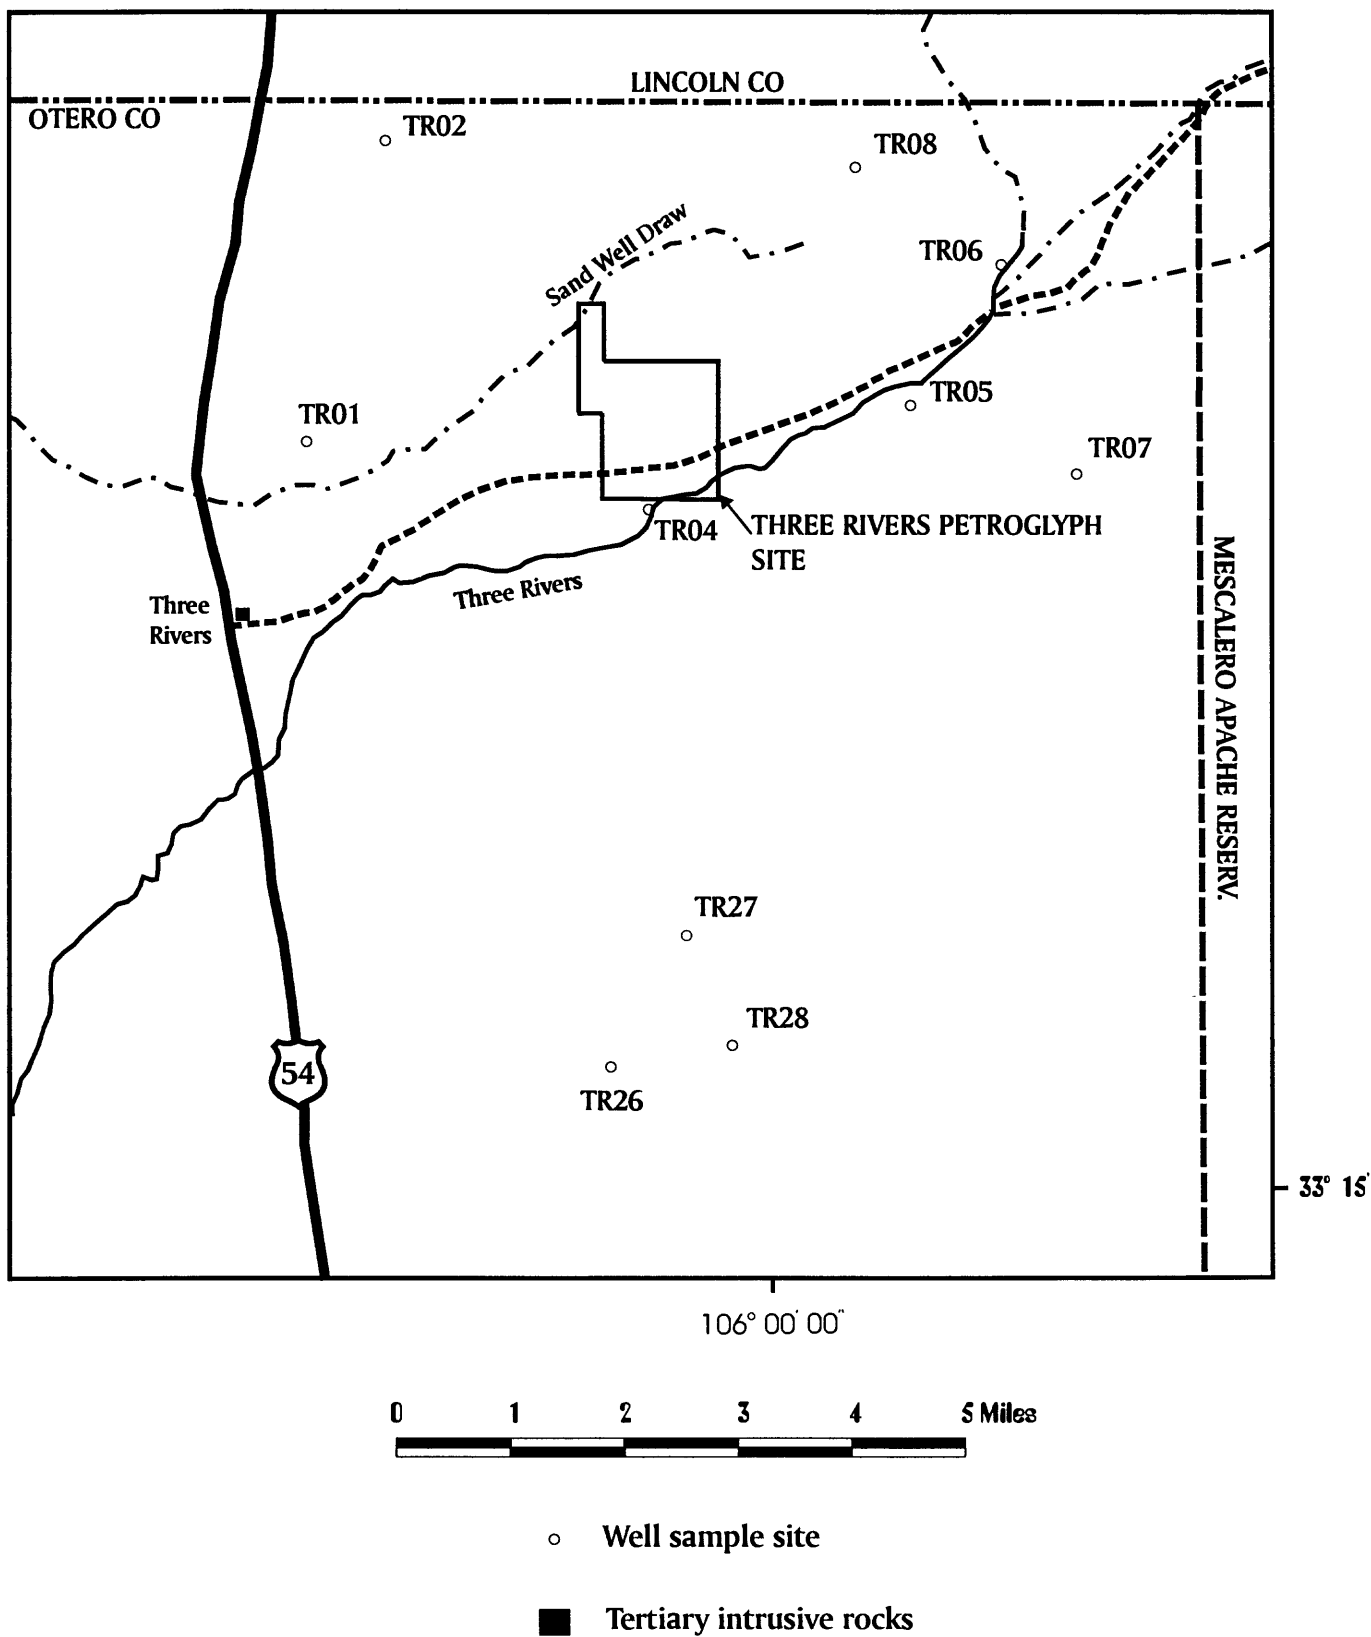 LINCOLN CO
OTERO CO
TR02
TR08
Sand Well Draw
TR06
TR05
TR01
TR07
THREE RIVERS PETROGLYPH
SITE
TR04
MESCALERO APACHE RESERV.
Three Rivers
Three
Rivers
TR27
TR28
54
TR26
33° 15'
106° 00' 00"
0 1 2 3 4 5 Miles
Well sample site
Tertiary intrusive rocks